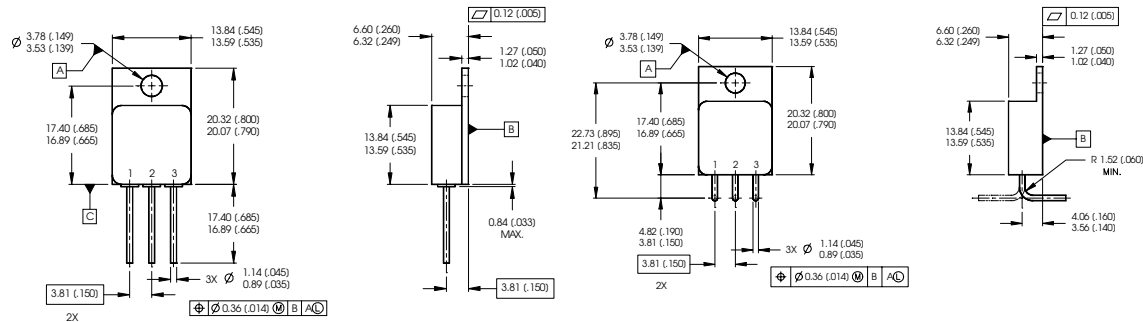 Ø 3.78 (.149)
3.53 (.139)
A
13.84 (.545)
13.59 (.535)
17.40 (.685)
16.89 (.665)
20.32 (.800)
20.07 (.790)
1 2 3
C
17.40 (.685)
16.89 (.665)
3X Ø 1.14 (.045)
0.89 (.035)
3.81 (.150)
2X
⌖ Ø 0.36 (.014) Ⓜ B A Ⓛ
⏥ 0.12 (.005)
6.60 (.260)
6.32 (.249)
1.27 (.050)
1.02 (.040)
13.84 (.545)
13.59 (.535)
B
0.84 (.033)
MAX.
3.81 (.150)
Ø 3.78 (.149)
3.53 (.139)
A
13.84 (.545)
13.59 (.535)
22.73 (.895)
21.21 (.835)
17.40 (.685)
16.89 (.665)
20.32 (.800)
20.07 (.790)
1 2 3
4.82 (.190)
3.81 (.150)
3X Ø 1.14 (.045)
0.89 (.035)
3.81 (.150)
2X
⌖ Ø 0.36 (.014) Ⓜ B A Ⓛ
⏥ 0.12 (.005)
6.60 (.260)
6.32 (.249)
1.27 (.050)
1.02 (.040)
13.84 (.545)
13.59 (.535)
B
R 1.52 (.060)
MIN.
4.06 (.160)
3.56 (.140)